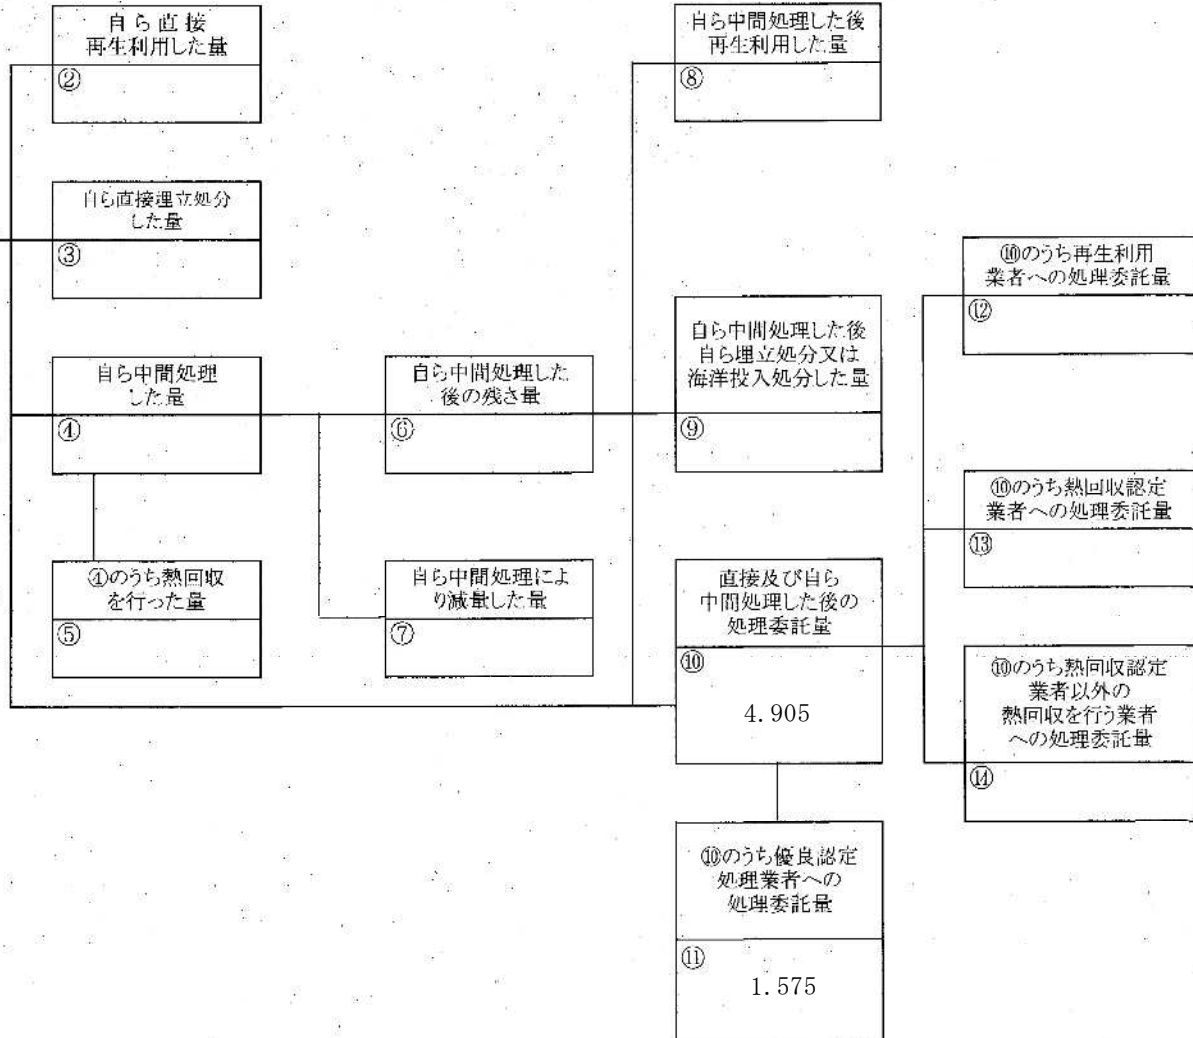 自ら直接
再生利用した量
②
自ら中間処理した後
再生利用した量
⑧
自ら直接埋立処分
した量
③
⑩のうち再生利用
業者への処理委託量
⑫
自ら中間処理した後
自ら埋立処分又は
海洋投入処分した量
⑨
自ら中間処理
した量
④
自ら中間処理した
後の残さ量
⑥
⑩のうち熱回収認定
業者への処理委託量
⑬
④のうち熱回収
を行った量
⑤
自ら中間処理によ
り減量した量
⑦
直接及び自ら
中間処理した後の
処理委託量
⑩
4.905
⑩のうち熱回収認定
業者以外の
熱回収を行う業者
への処理委託量
⑭
⑩のうち優良認定
処理業者への
処理委託量
⑪
1.575